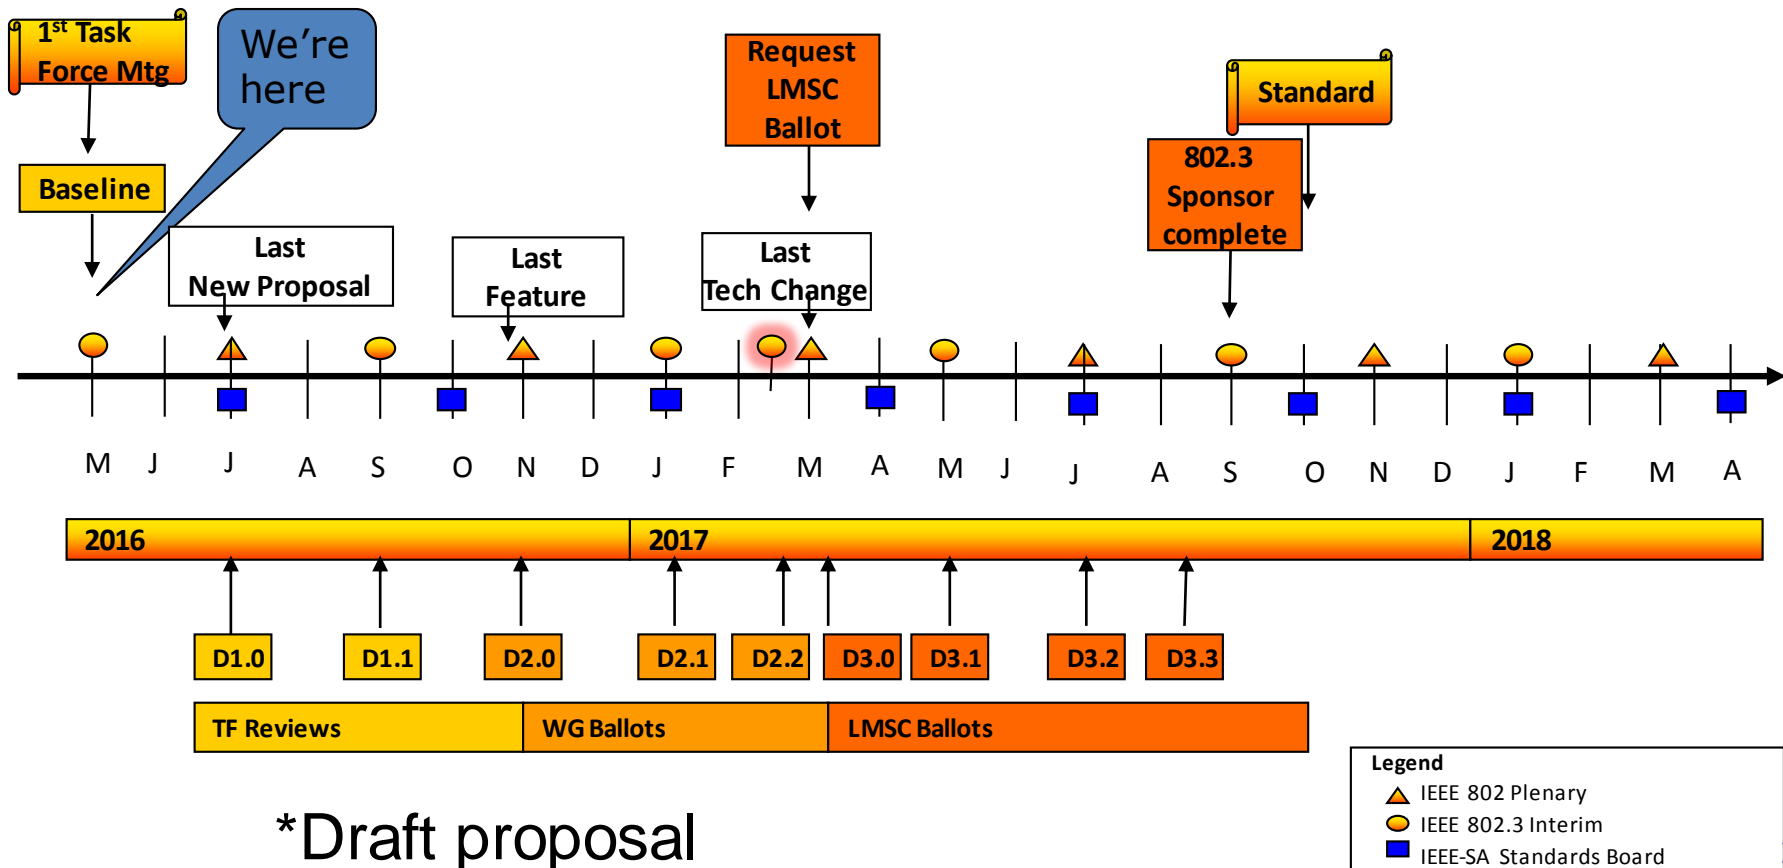 1st Task
Force Mtg
We're
here
Request
LMSC
Ballot
Standard
802.3
Sponsor
complete
Baseline
Last
New Proposal
Last
Feature
Last
Tech Change
M J J A S O N D J F M A M J J A S O N D J F M A
2016 2017 2018
D1.0 D1.1 D2.0 D2.1 D2.2 D3.0 D3.1 D3.2 D3.3
TF Reviews WG Ballots LMSC Ballots
*Draft proposal
Legend
IEEE 802 Plenary
IEEE 802.3 Interim
IEEE-SA Standards Board